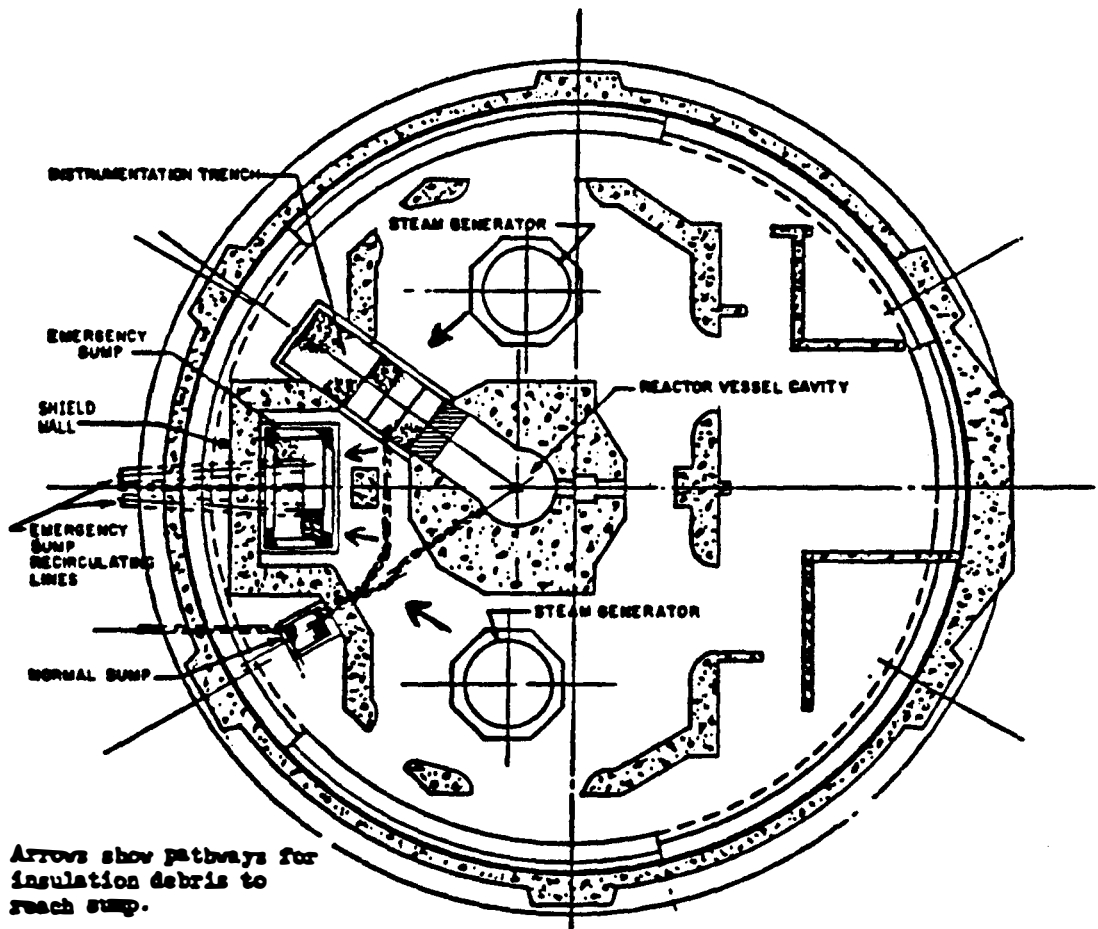 INSTRUMENTATION TRENCH
STEAM GENERATOR
EMERGENCY
SUMP
REACTOR VESSEL CAVITY
SHIELD
WALL
EMERGENCY
SUMP
RECIRCULATING
LINES
STEAM GENERATOR
NORMAL SUMP
Arrows show pathways for
insulation debris to
reach sump.